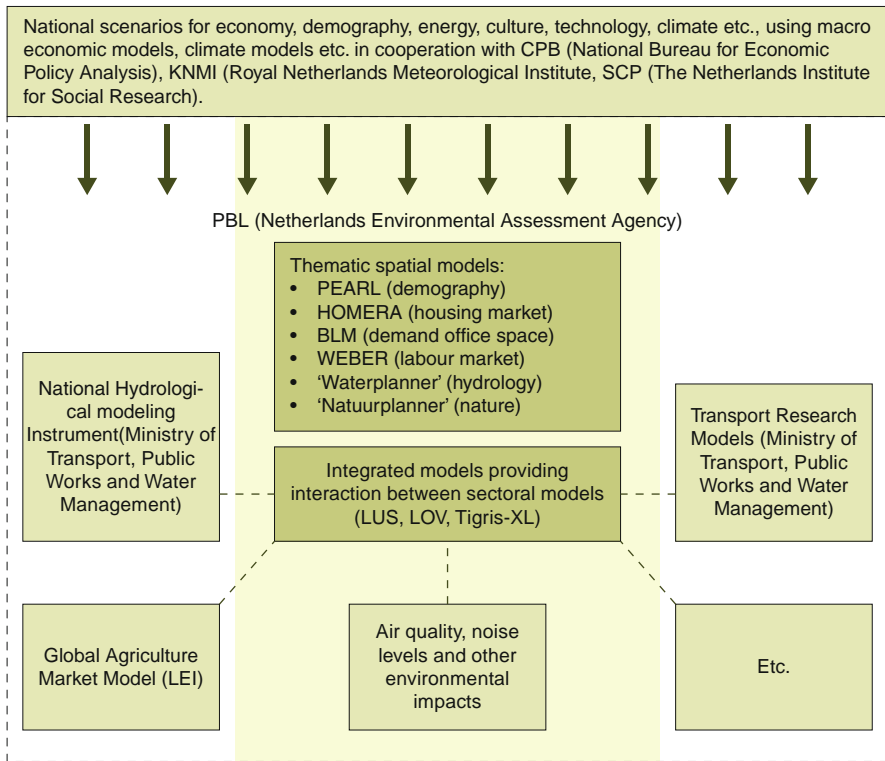 National scenarios for economy, demography, energy, culture, technology, climate etc., using macro
economic models, climate models etc. in cooperation with CPB (National Bureau for Economic
Policy Analysis), KNMI (Royal Netherlands Meteorological Institute, SCP (The Netherlands Institute
for Social Research).
PBL (Netherlands Environmental Assessment Agency)
Thematic spatial models:
• PEARL (demography)
• HOMERA (housing market)
• BLM (demand office space)
• WEBER (labour market)
• ‘Waterplanner’ (hydrology)
• ‘Natuurplanner’ (nature)
National Hydrologi-
cal modeling
Instrument(Ministry of
Transport, Public
Works and Water
Management)
Integrated models providing
interaction between sectoral models
(LUS, LOV, Tigris-XL)
Transport Research
Models (Ministry of
Transport, Public
Works and Water
Management)
Global Agriculture
Market Model (LEI)
Air quality, noise
levels and other
environmental
impacts
Etc.